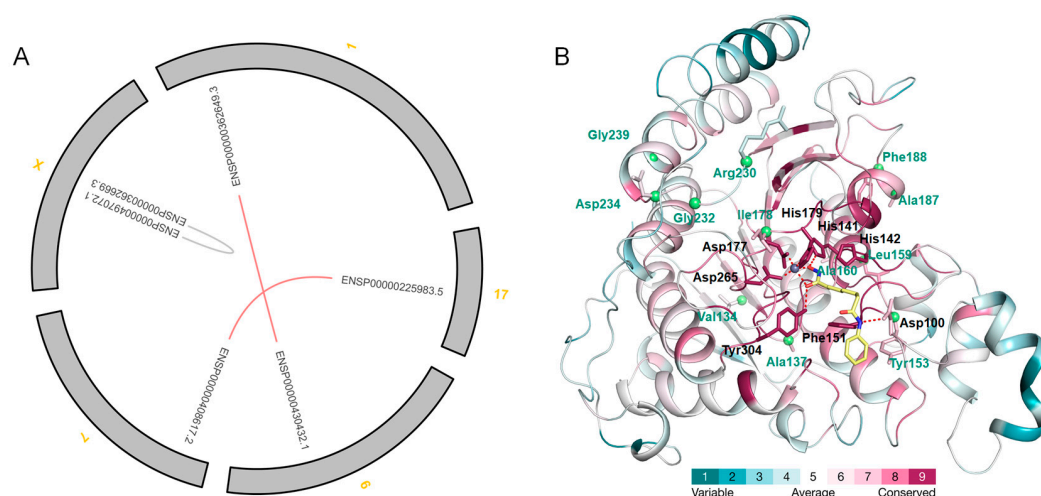 A
1
X
17
7
6
ENSP00000362649.3
ENSP00000362669.3
ENSP00000497072.1
ENSP00000225983.5
ENSP00000408617.2
ENSP00000430432.1
B
Gly239
Arg230
Phe188
Asp234
Gly232
Ala187
Ile178
His179
His141
His142
Asp177
Leu159
Asp265
Ala160
Val134
Asp100
Tyr304
Phe151
Ala137
Tyr153
1 2 3 4 5 6 7 8 9
Variable Average Conserved